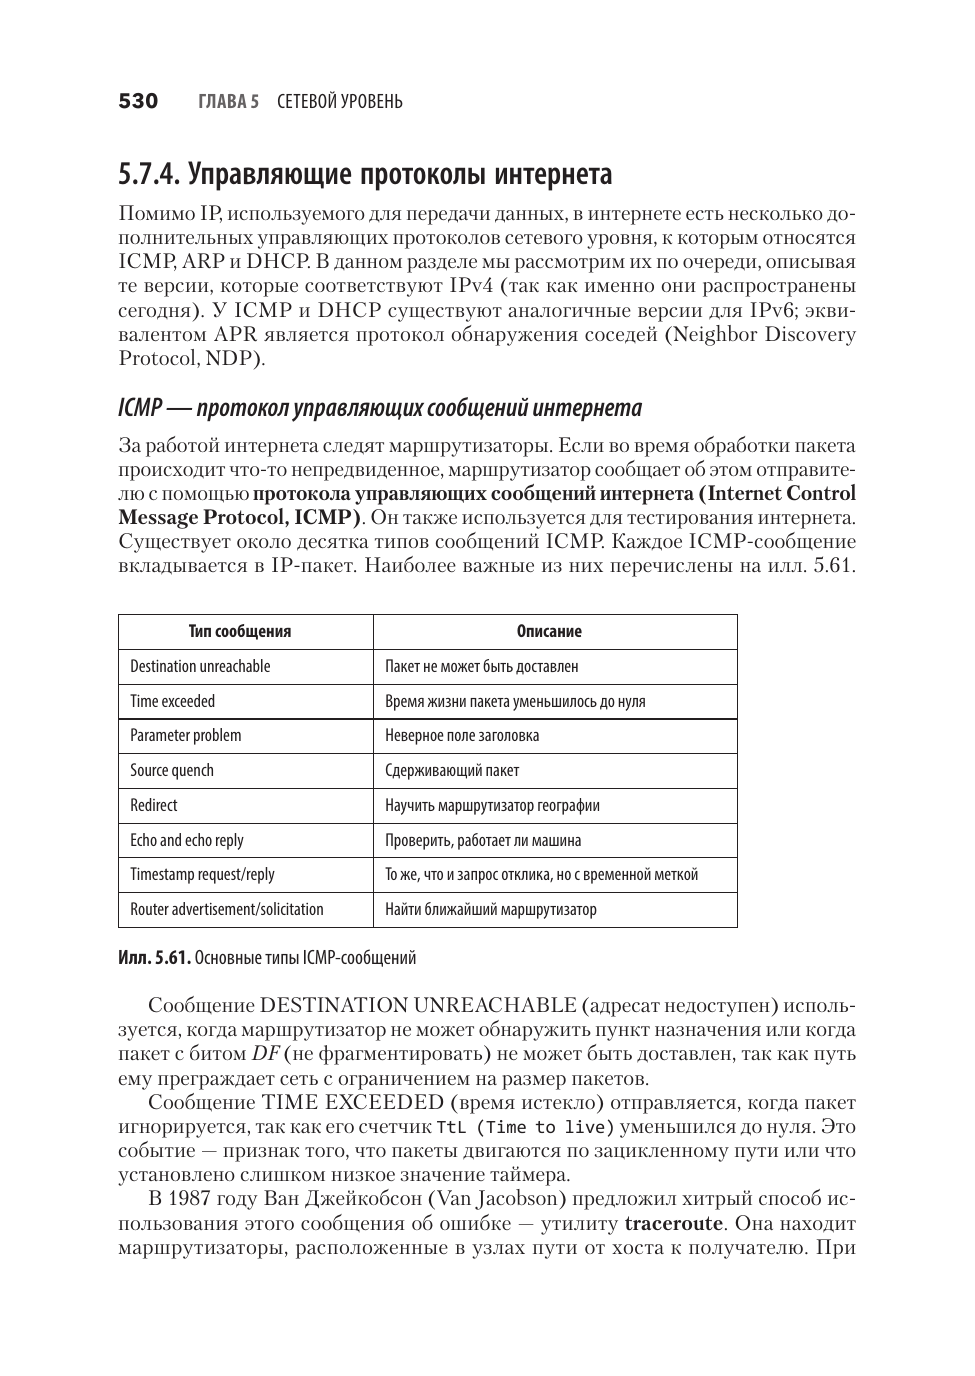 530 ГЛАВА 5 СЕТЕВОЙ УРОВЕНЬ
5.7.4. Управляющие протоколы интернета
Помимо IP, используемого для передачи данных, в интернете есть несколько до-
полнительных управляющих протоколов сетевого уровня, к которым относятся
ICMP, ARP и DHCP. В данном разделе мы рассмотрим их по очереди, описывая
те версии, которые соответствуют IPv4 (так как именно они распространены
сегодня). У ICMP и DHCP существуют аналогичные версии для IPv6; экви-
валентом APR является протокол обнаружения соседей (Neighbor Discovery
Protocol, NDP).
ICMP — протокол управляющих сообщений интернета
За работой интернета следят маршрутизаторы. Если во время обработки пакета
происходит что-то непредвиденное, маршрутизатор сообщает об этом отправите-
лю с помощью протокола управляющих сообщений интернета (Internet Control
Message Protocol, ICMP). Он также используется для тестирования интернета.
Существует около десятка типов сообщений ICMP. Каждое ICMP-сообщение
вкладывается в IP-пакет. Наиболее важные из них перечислены на илл. 5.61.
Тип сообщения Описание
Destination unreachable Пакет не может быть доставлен
Time exceeded Время жизни пакета уменьшилось до нуля
Parameter problem Неверное поле заголовка
Source quench Сдерживающий пакет
Redirect Научить маршрутизатор географии
Echo and echo reply Проверить, работает ли машина
Timestamp request/reply То же, что и запрос отклика, но с временной меткой
Router advertisement/solicitation Найти ближайший маршрутизатор
Илл. 5.61. Основные типы ICMP-сообщений
Сообщение DESTINATION UNREACHABLE (адресат недоступен) исполь-
зуется, когда маршрутизатор не может обнаружить пункт назначения или когда
пакет с битом DF (не фрагментировать) не может быть доставлен, так как путь
ему преграждает сеть с ограничением на размер пакетов.
Сообщение TIME EXCEEDED (время истекло) отправляется, когда пакет
игнорируется, так как его счетчик TtL (Time to live) уменьшился до нуля. Это
событие — признак того, что пакеты двигаются по зацикленному пути или что
установлено слишком низкое значение таймера.
В 1987 году Ван Джейкобсон (Van Jacobson) предложил хитрый способ ис-
пользования этого сообщения об ошибке — утилиту traceroute. Она находит
маршрутизаторы, расположенные в узлах пути от хоста к получателю. При